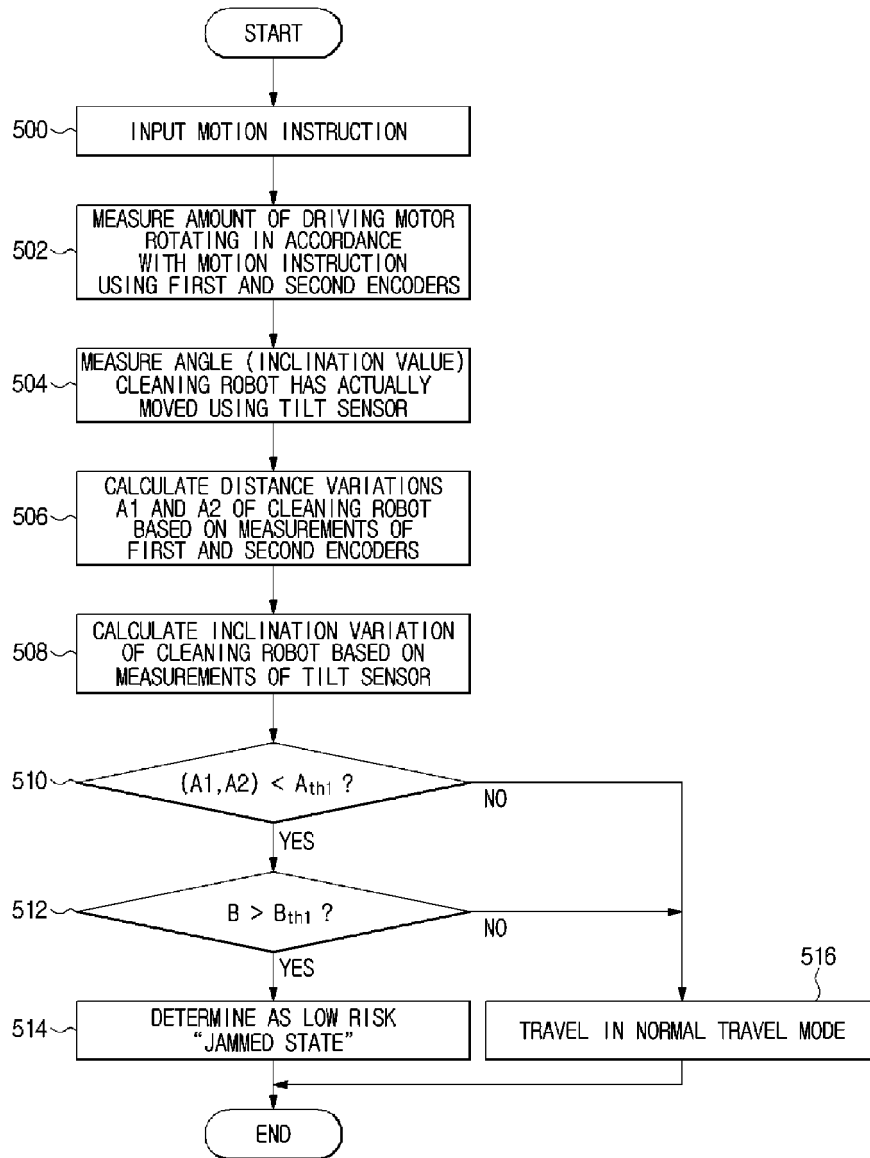 START
500
INPUT MOTION INSTRUCTION
502
MEASURE AMOUNT OF DRIVING MOTOR
ROTATING IN ACCORDANCE
WITH MOTION INSTRUCTION
USING FIRST AND SECOND ENCODERS
504
MEASURE ANGLE (INCLINATION VALUE)
CLEANING ROBOT HAS ACTUALLY
MOVED USING TILT SENSOR
506
CALCULATE DISTANCE VARIATIONS
A1 AND A2 OF CLEANING ROBOT
BASED ON MEASUREMENTS OF
FIRST AND SECOND ENCODERS
508
CALCULATE INCLINATION VARIATION
OF CLEANING ROBOT BASED ON
MEASUREMENTS OF TILT SENSOR
510
(A1,A2) < Ath1 ?
NO
YES
512
B > Bth1 ?
NO
YES
516
514
DETERMINE AS LOW RISK
“JAMMED STATE”
TRAVEL IN NORMAL TRAVEL MODE
END